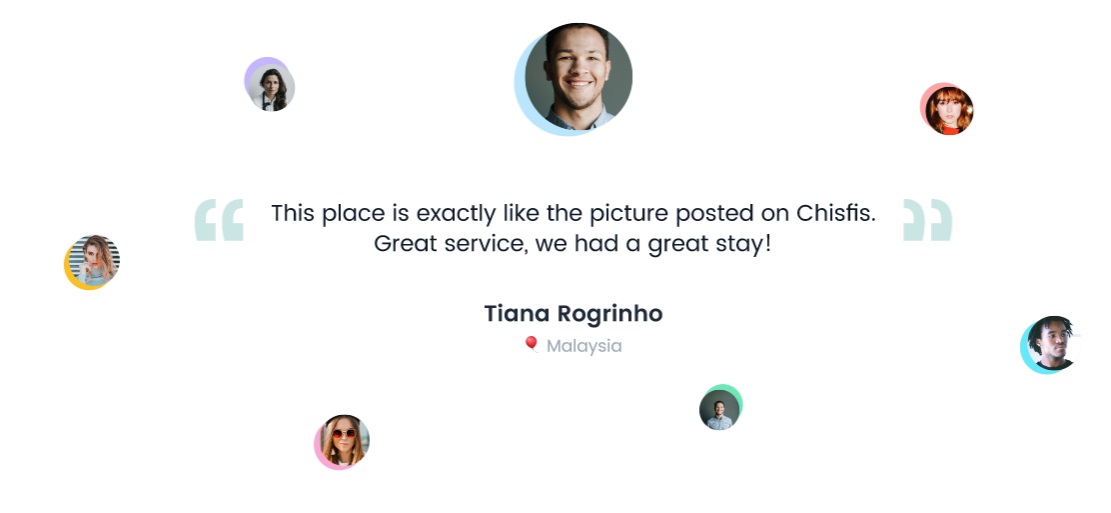 “ This place is exactly like the picture posted on Chisfis. ”
Great service, we had a great stay!
Tiana Rogrinho
🎈 Malaysia